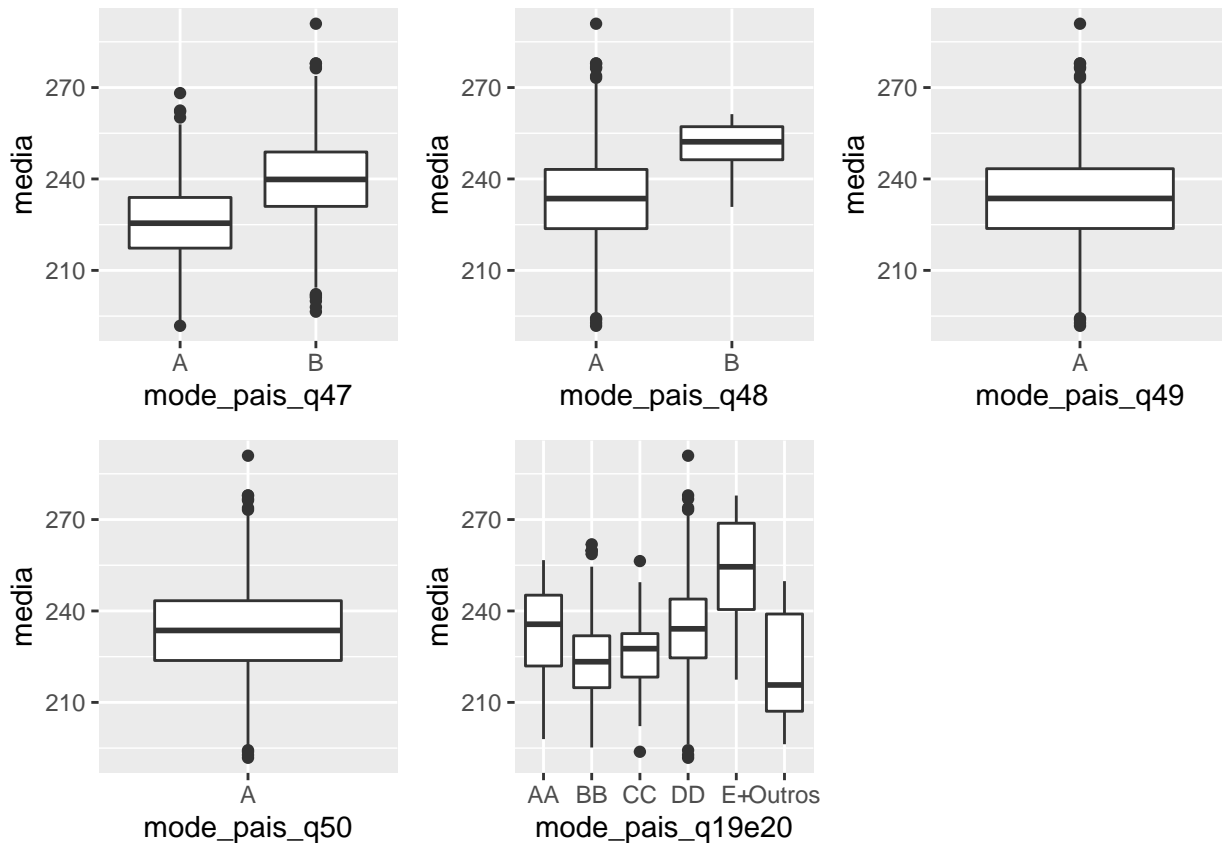 270
240
210
media
A
B
mode_pais_q47
270
240
210
media
A
B
mode_pais_q48
270
240
210
media
A
mode_pais_q49
270
240
210
media
A
mode_pais_q50
270
240
210
media
AA BB CC DD E+Outros
mode_pais_q19e20